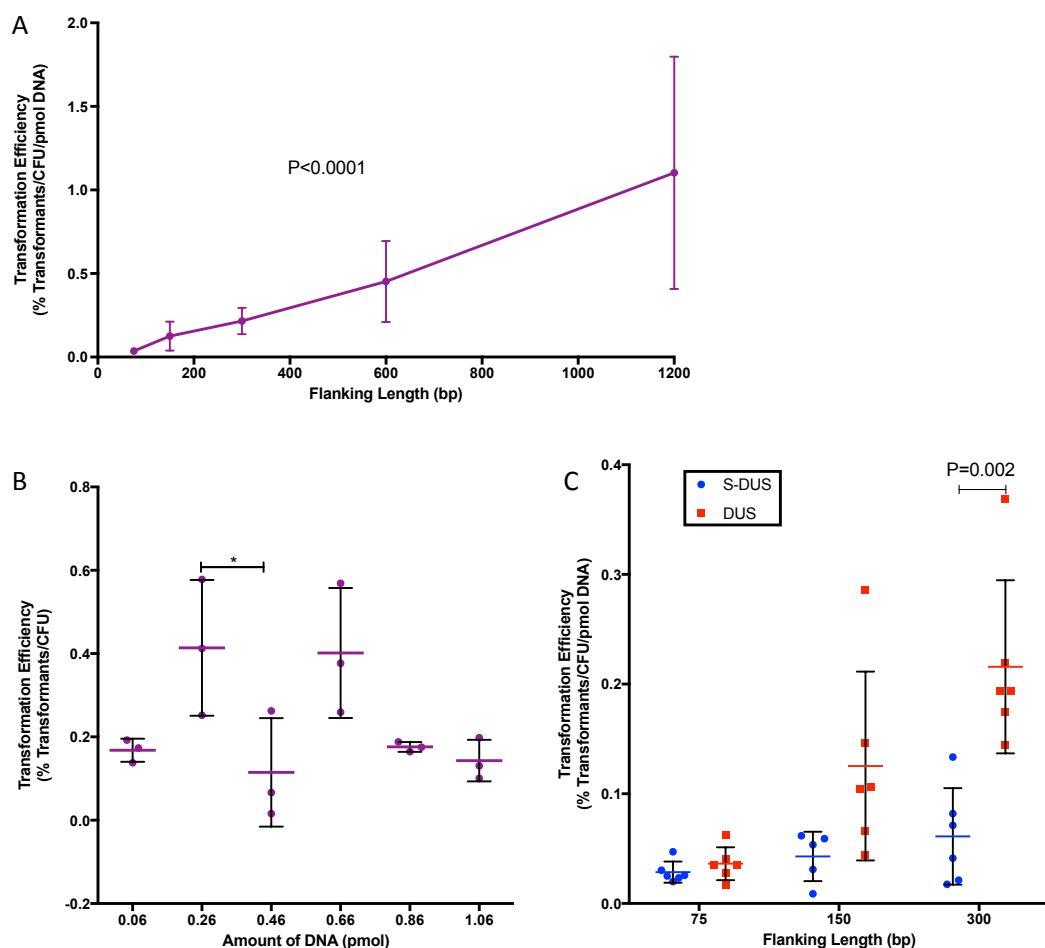 A
Transformation Efficiency
(% Transformants/CFU/pmol DNA)
2.0
1.5
1.0
0.5
0.0
P<0.0001
0 200 400 600 800 1000 1200
Flanking Length (bp)
B
Transformation Efficiency
(% Transformants/CFU)
0.8
0.6
0.4
0.2
0.0
-0.2
*
0.06 0.26 0.46 0.66 0.86 1.06
Amount of DNA (pmol)
C
Transformation Efficiency
(% Transformants/CFU/pmol DNA)
0.4
0.3
0.2
0.1
0.0
S-DUS
DUS
P=0.002
75 150 300
Flanking Length (bp)